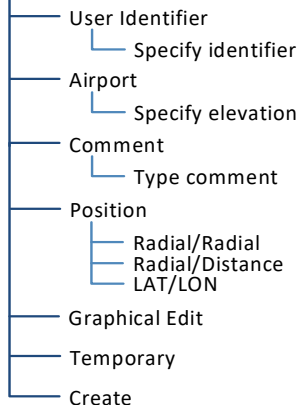 User Identifier
Specify identifier
Airport
Specify elevation
Comment
Type comment
Position
Radial/Radial
Radial/Distance
LAT/LON
Graphical Edit
Temporary
Create